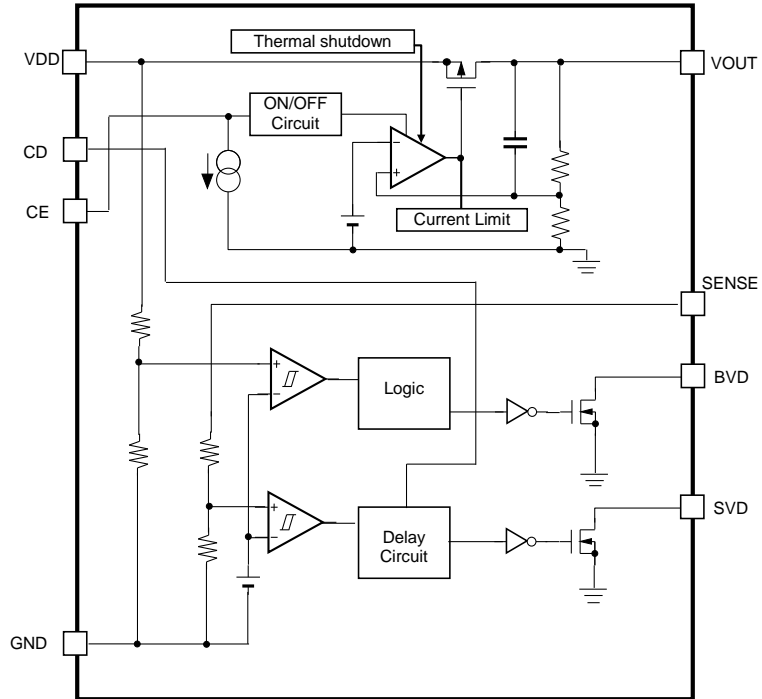 Thermal shutdown
VDD
VOUT
ON/OFF
Circuit
CD
−
+
CE
Current Limit
SENSE
+
−
Logic
BVD
+
−
Delay
Circuit
SVD
GND